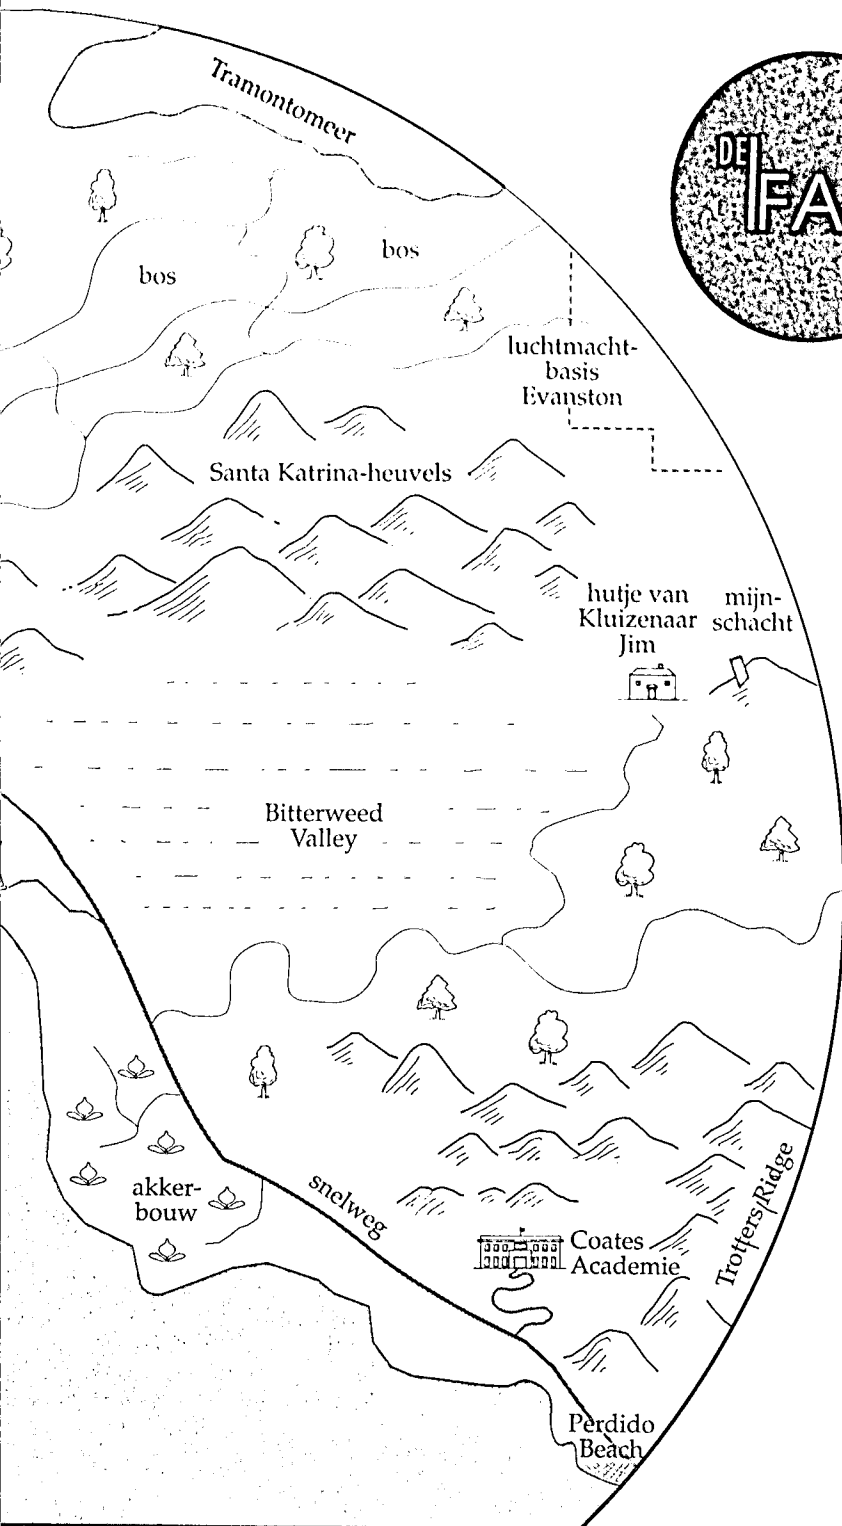 Tramontomeer
DE
FA
bos
bos
luchtmacht-
basis
Evanston
Santa Katrina-heuvels
hutje van
Kluizenaar
Jim
mijn-
schacht
Bitterweed
Valley
akker-
bouw
snelweg
Coates
Academie
Trotters Ridge
Perdido
Beach